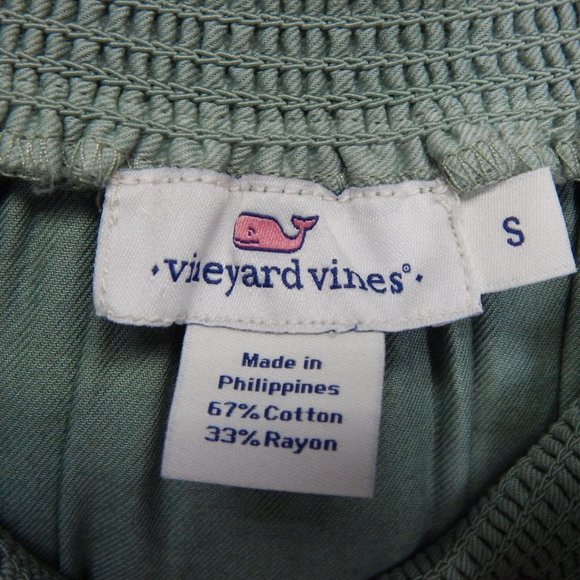 vineyard vines®
S
Made in
Philippines
67% Cotton
33% Rayon